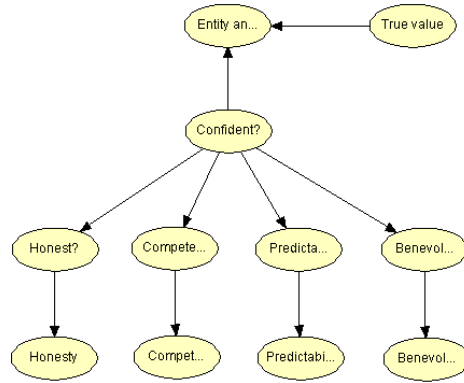 Entity an...
True value
Confident?
Honest?
Compete...
Predicta...
Benevol...
Honesty
Compet...
Predictabi...
Benevol...